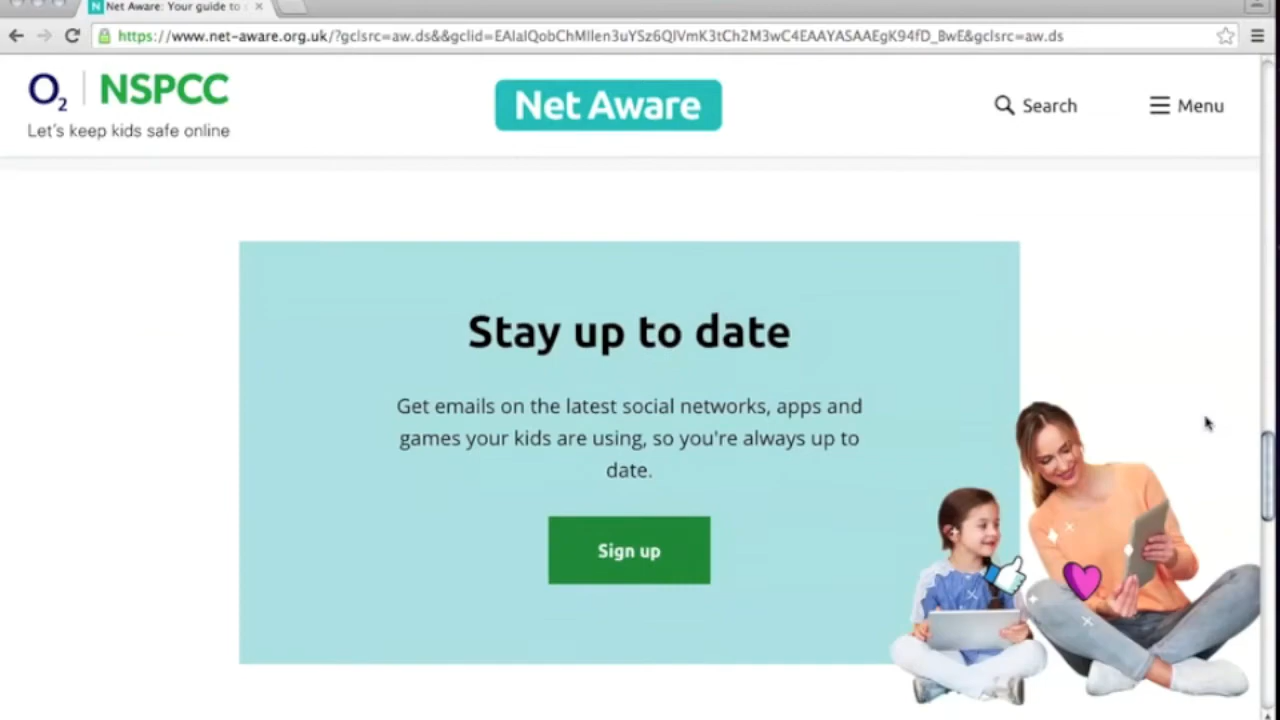 Net Aware: Your guide to
https://www.net-aware.org.uk/?gclsrc=aw.ds&&gclid=EAIaIQobChMIlen3uYSz6QIVmK3tCh2M3wC4EAAYASAAEgK94fD_BwE&gclsrc=aw.ds
O2 | NSPCC
Let's keep kids safe online
Net Aware
Search
Menu
Stay up to date
Get emails on the latest social networks, apps and
games your kids are using, so you're always up to
date.
Sign up